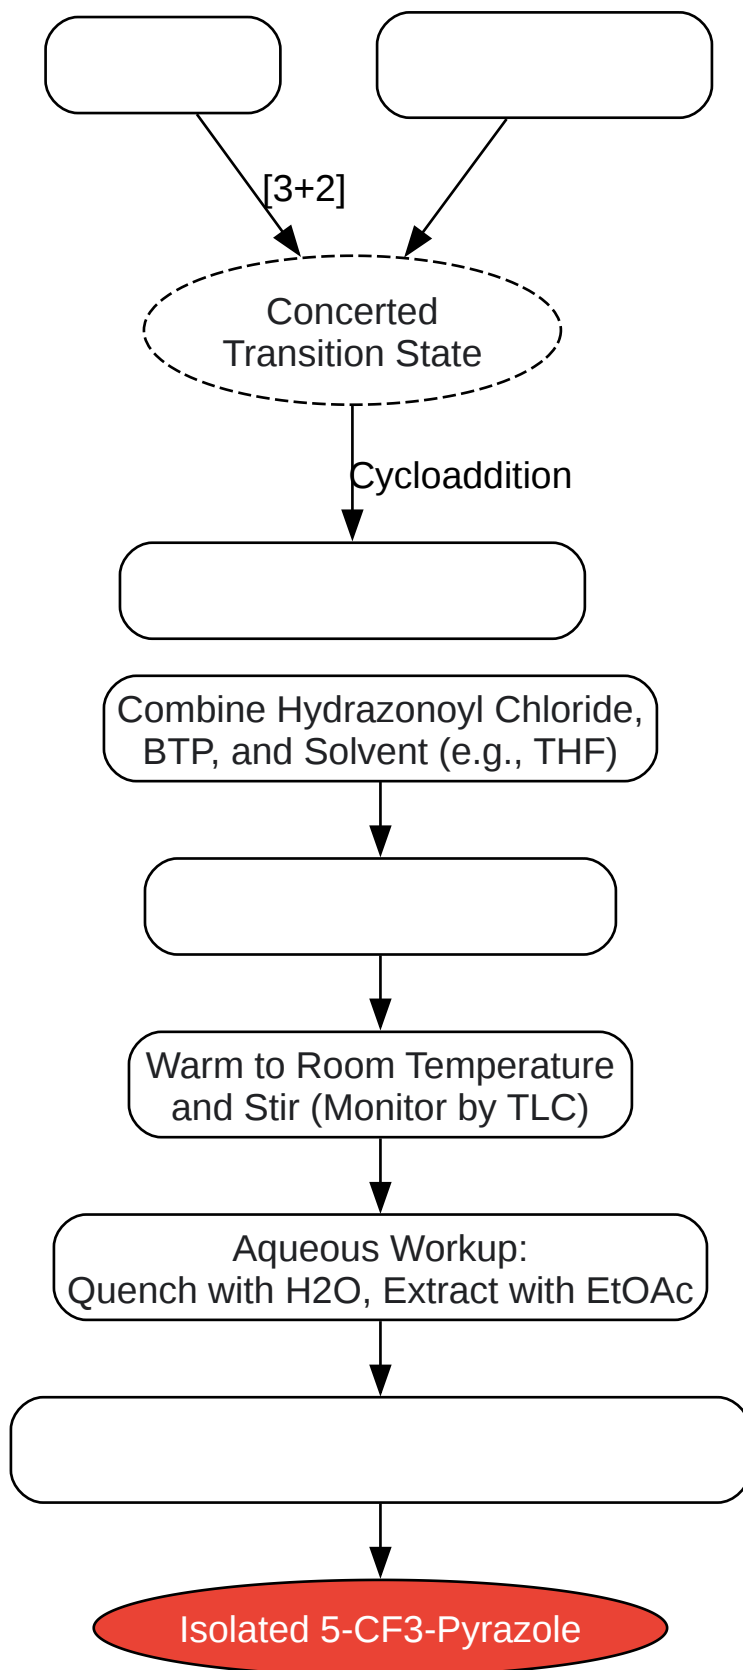 [3+2]
Concerted
Transition State
Cycloaddition
Combine Hydrazonoyl Chloride,
BTP, and Solvent (e.g., THF)
Warm to Room Temperature
and Stir (Monitor by TLC)
Aqueous Workup:
Quench with H2O, Extract with EtOAc
Isolated 5-CF3-Pyrazole